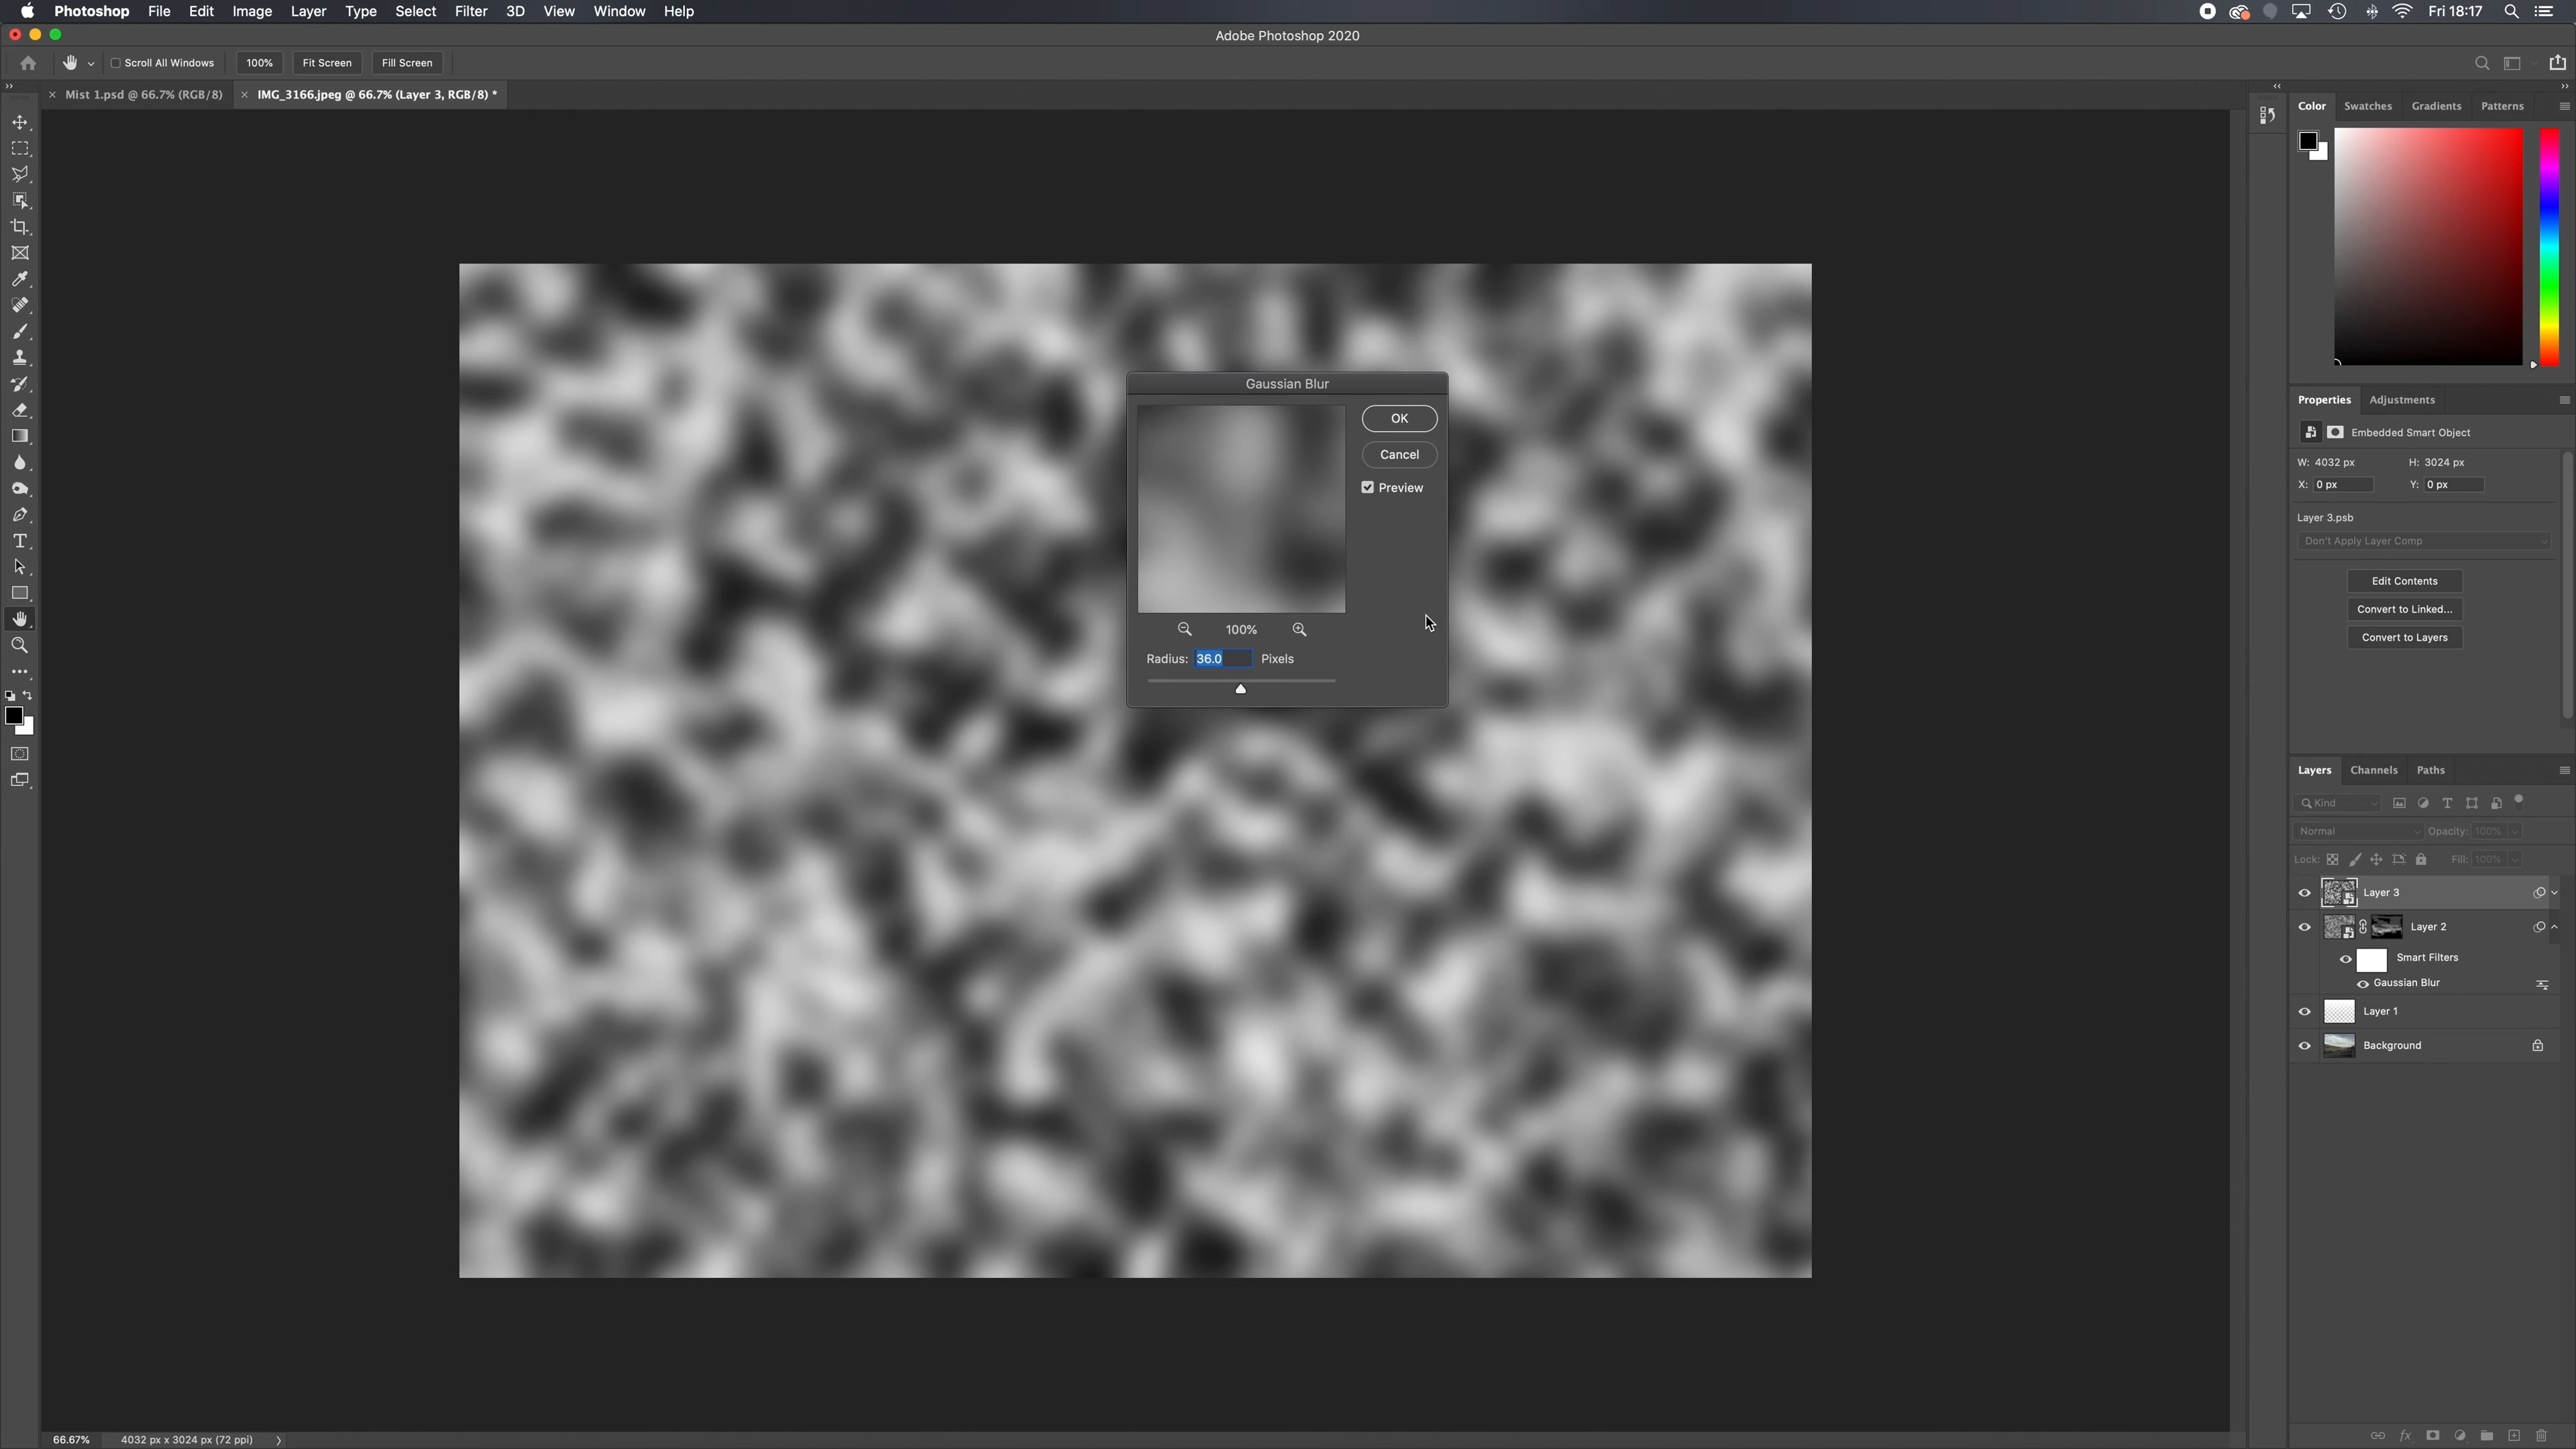 Photoshop File Edit Image Layer Type Select Filter 3D View Window Help Fri 18:17
Adobe Photoshop 2020
Scroll All Windows 100% Fit Screen Fill Screen
Mist 1.psd @ 66.7% (RGB/8) IMG_3166.jpeg @ 66.7% (Layer 3, RGB/8) *
Color Swatches Gradients Patterns
Gaussian Blur
OK
Cancel
Preview
100%
Radius: 36.0 Pixels
Properties Adjustments
Embedded Smart Object
W: 4032 px H: 3024 px
X: 0 px Y: 0 px
Layer 3.psb
Don't Apply Layer Comp
Edit Contents
Convert to Linked...
Convert to Layers
Layers Channels Paths
Kind
Normal Opacity: 100%
Lock: Fill: 100%
Layer 3
Layer 2
Smart Filters
Gaussian Blur
Layer 1
Background
66.67% 4032 px x 3024 px (72 ppi)